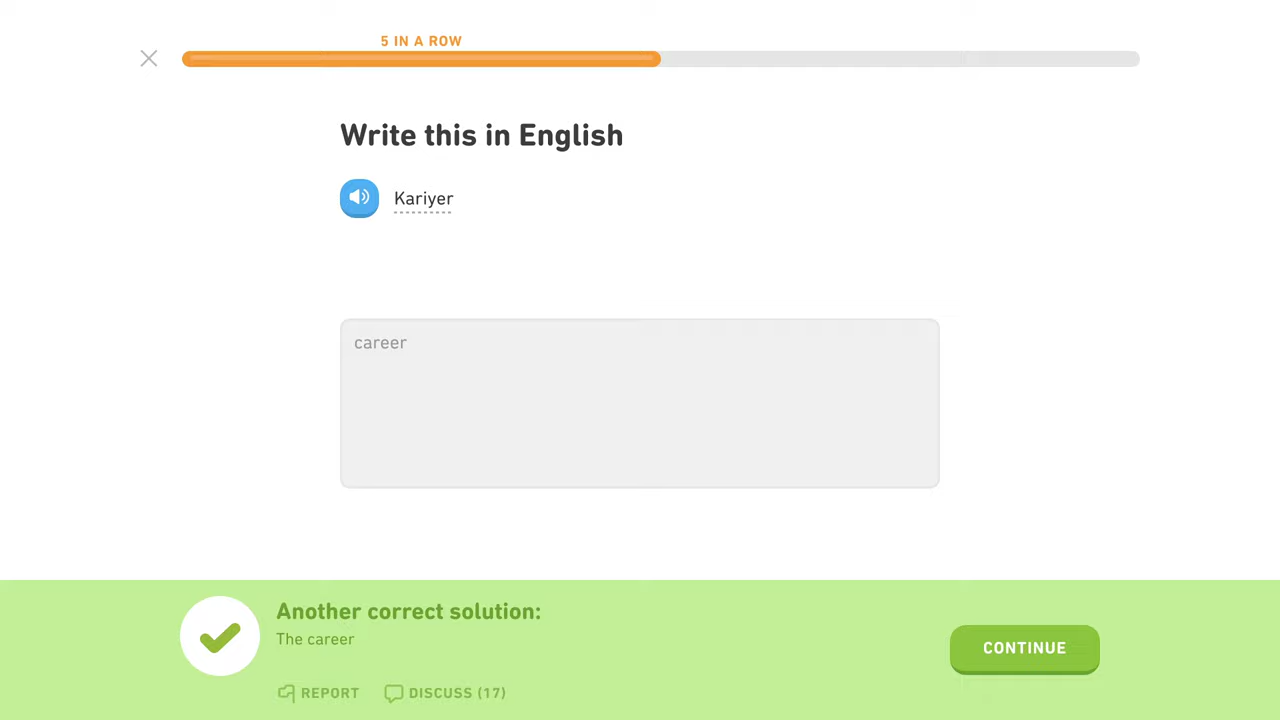 5 IN A ROW
Write this in English
Kariyer
career
Another correct solution:
The career
CONTINUE
REPORT
DISCUSS (17)